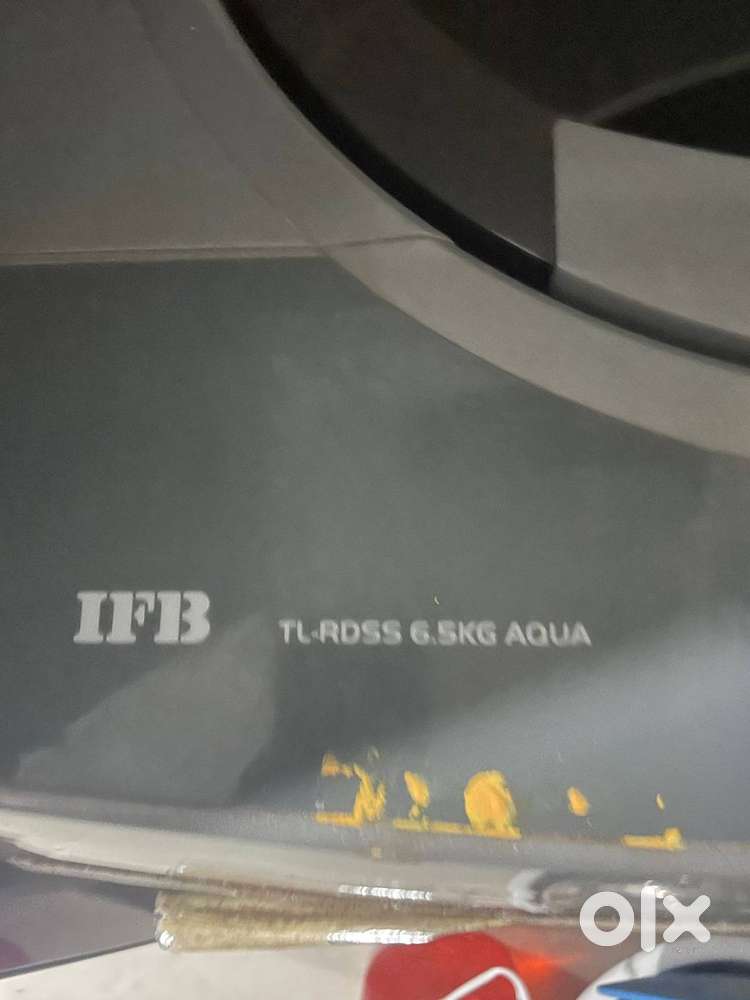 IFB TL-RDSS 6.5KG AQUA
olx